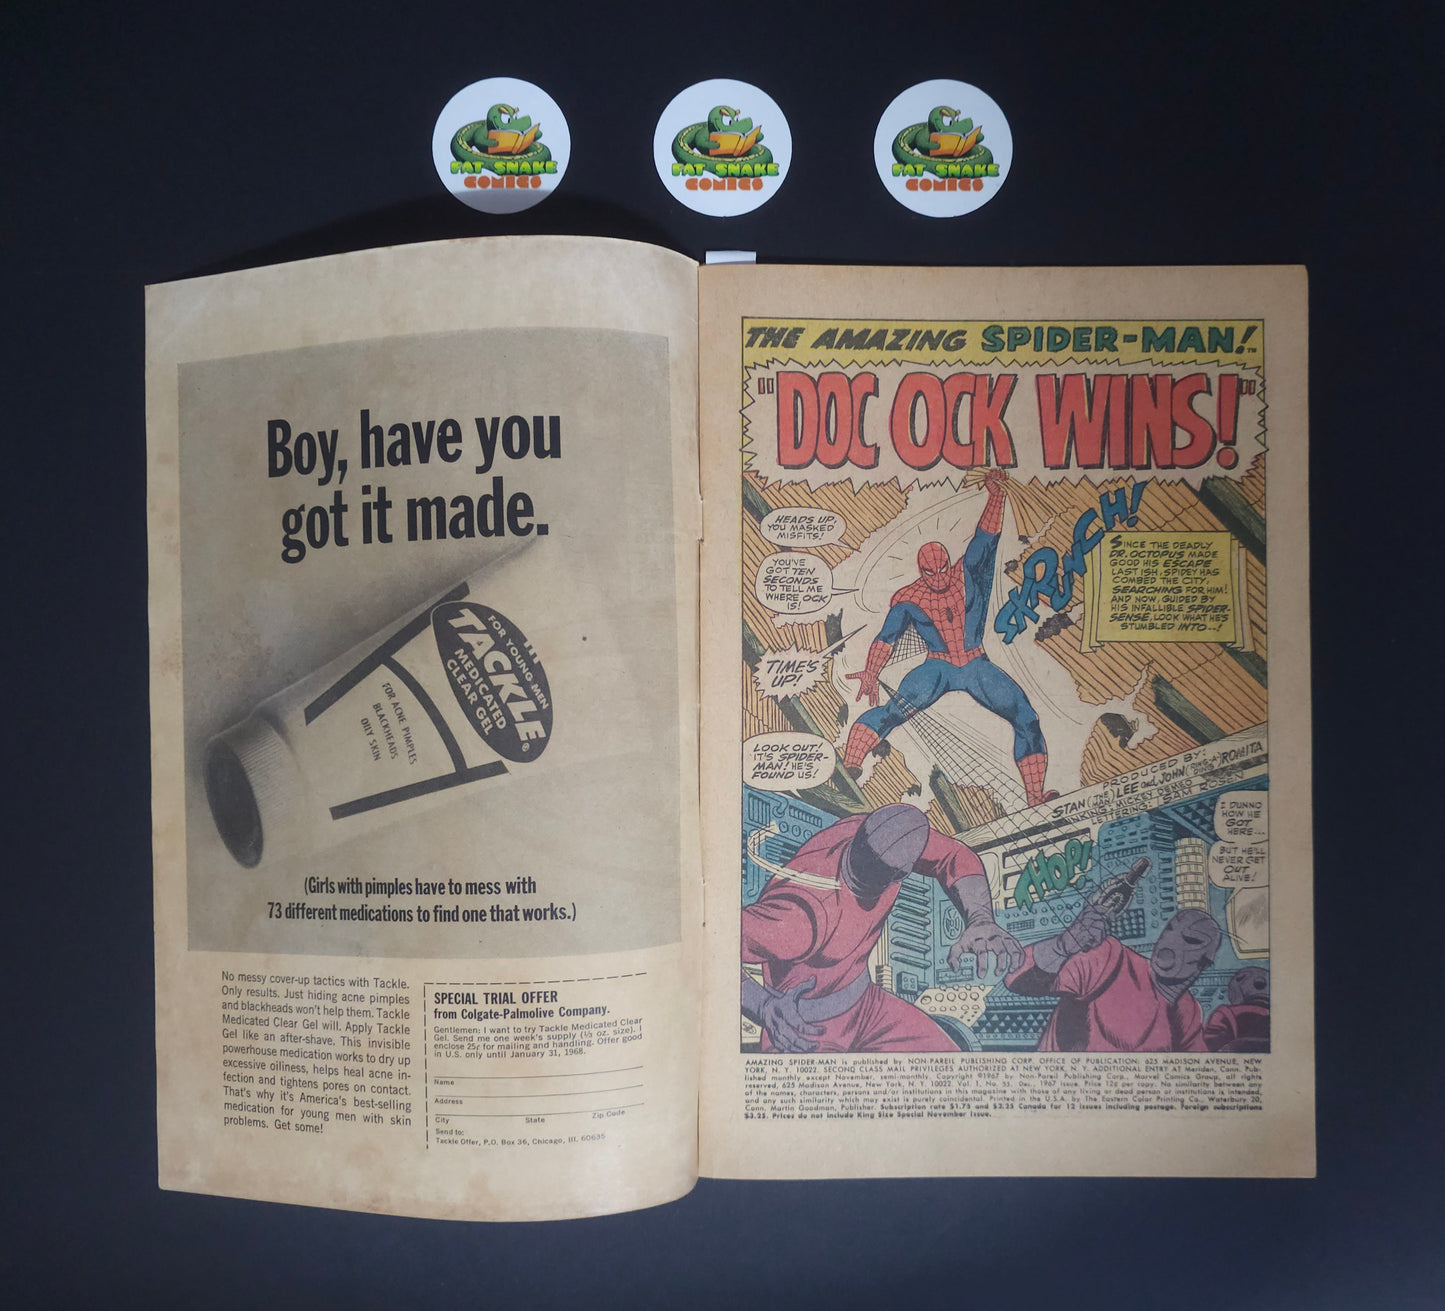 FAT SNAKE
COMICS
FAT SNAKE
COMICS
FAT SNAKE
COMICS
Boy, have you
got it made.
FOR YOUNG MEN
TACKLE®
MEDICATED
CLEAR GEL
FOR ACNE PIMPLES
BLACKHEADS
OILY SKIN
(Girls with pimples have to mess with
73 different medications to find one that works.)
No messy cover-up tactics with Tackle.
Only results. Just hiding acne pimples
and blackheads won't help them. Tackle
Medicated Clear Gel will. Apply Tackle
Gel like an after-shave. This invisible
powerhouse medication works to dry up
excessive oiliness, helps heal acne in-
fection and tightens pores on contact.
That's why it's America's best-selling
medication for young men with skin
problems. Get some!
SPECIAL TRIAL OFFER
from Colgate-Palmolive Company.
Gentlemen: I want to try Tackle Medicated Clear
Gel. Send me one week's supply (⅓ oz. size). I
enclose 25¢ for mailing and handling. Offer good
in U.S. only until January 31, 1968.
Name
Address
City State Zip Code
Send to:
Tackle Offer, P.O. Box 36, Chicago, Ill. 60635
THE AMAZING SPIDER-MAN!™
"DOC OCK WINS!"
HEADS UP,
YOU MASKED
MISFITS!
YOU'VE
GOT TEN
SECONDS
TO TELL ME
WHERE OCK
IS!
SKRUNCH!
SINCE THE DEADLY
DR. OCTOPUS MADE
GOOD HIS ESCAPE
LAST ISH, SPIDEY HAS
COMBED THE CITY,
SEARCHING FOR HIM!
AND NOW, GUIDED BY
HIS INFALLIBLE SPIDER-
SENSE, LOOK WHAT HE'S
STUMBLED INTO--!
TIME'S
UP!
LOOK OUT!
IT'S SPIDER-
MAN! HE'S
FOUND US!
PRODUCED BY:
STAN (THE MAN) LEE and JOHN (RING-A-DING) ROMITA
INKING: MICKEY DEMEO
LETTERING: SAM ROSEN
I DUNNO
HOW HE
GOT
HERE...
BUT HE'LL
NEVER GET
OUT
ALIVE!
THOP!
AMAZING SPIDER-MAN is published by NON-PAREIL PUBLISHING CORP. OFFICE OF PUBLICATION: 625 MADISON AVENUE, NEW
YORK, N. Y. 10022. SECOND CLASS MAIL PRIVILEGES AUTHORIZED AT NEW YORK, N. Y. ADDITIONAL ENTRY AT Meriden, Conn. Pub-
lished monthly except November, semi-monthly. Copyright ©1967 by Non-Pareil Publishing Corp., Marvel Comics Group, all rights
reserved, 625 Madison Avenue, New York, N. Y. 10022. Vol. 1, No. 55, Dec., 1967 issue. Price 12¢ per copy. No similarity between any
of the names, characters, persons and/or institutions in this magazine with those of any living or dead person or institution is intended,
and any such similarity which may exist is purely coincidental. Printed in the U.S.A. by The Eastern Color Printing Co., Waterbury 20,
Conn. Martin Goodman, Publisher. Subscription rate $1.75 and $2.25 Canada for 12 issues including postage. Foreign subscriptions
$3.25. Prices do not include King Size Special November Issue.